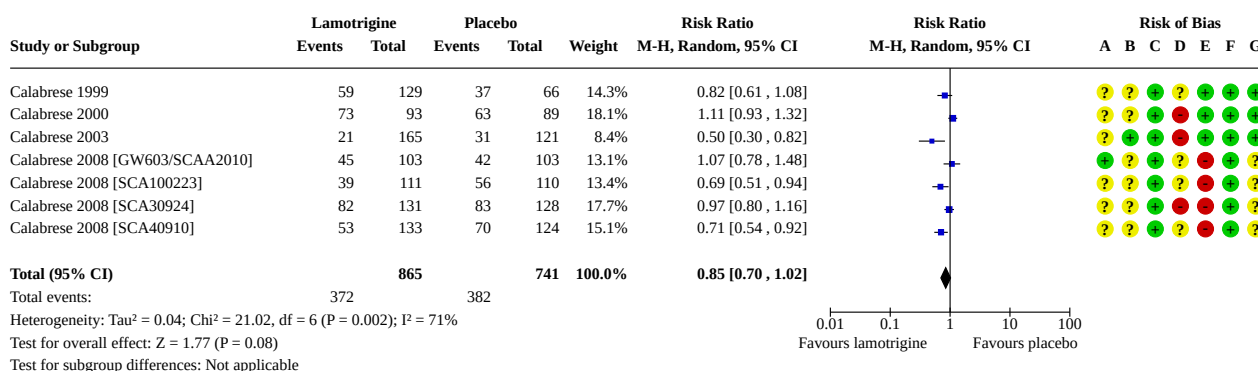 Lamotrigine Placebo Risk Ratio Risk Ratio Risk of Bias
Study or Subgroup Events Total Events Total Weight M-H, Random, 95% CI M-H, Random, 95% CI A B C D E F G
Calabrese 1999 59 129 37 66 14.3% 0.82 [0.61 , 1.08] ? ? + ? + + +
Calabrese 2000 73 93 63 89 18.1% 1.11 [0.93 , 1.32] ? ? + - + + +
Calabrese 2003 21 165 31 121 8.4% 0.50 [0.30 , 0.82] ? + + - + + +
Calabrese 2008 [GW603/SCAA2010] 45 103 42 103 13.1% 1.07 [0.78 , 1.48] + ? + ? - + ?
Calabrese 2008 [SCA100223] 39 111 56 110 13.4% 0.69 [0.51 , 0.94] ? ? + ? - + ?
Calabrese 2008 [SCA30924] 82 131 83 128 17.7% 0.97 [0.80 , 1.16] ? ? + - - + ?
Calabrese 2008 [SCA40910] 53 133 70 124 15.1% 0.71 [0.54 , 0.92] ? ? + ? - + ?
Total (95% CI) 865 741 100.0% 0.85 [0.70 , 1.02]
Total events: 372 382
Heterogeneity: Tau² = 0.04; Chi² = 21.02, df = 6 (P = 0.002); I² = 71%
0.01 0.1 1 10 100
Test for overall effect: Z = 1.77 (P = 0.08) Favours lamotrigine Favours placebo
Test for subgroup differences: Not applicable